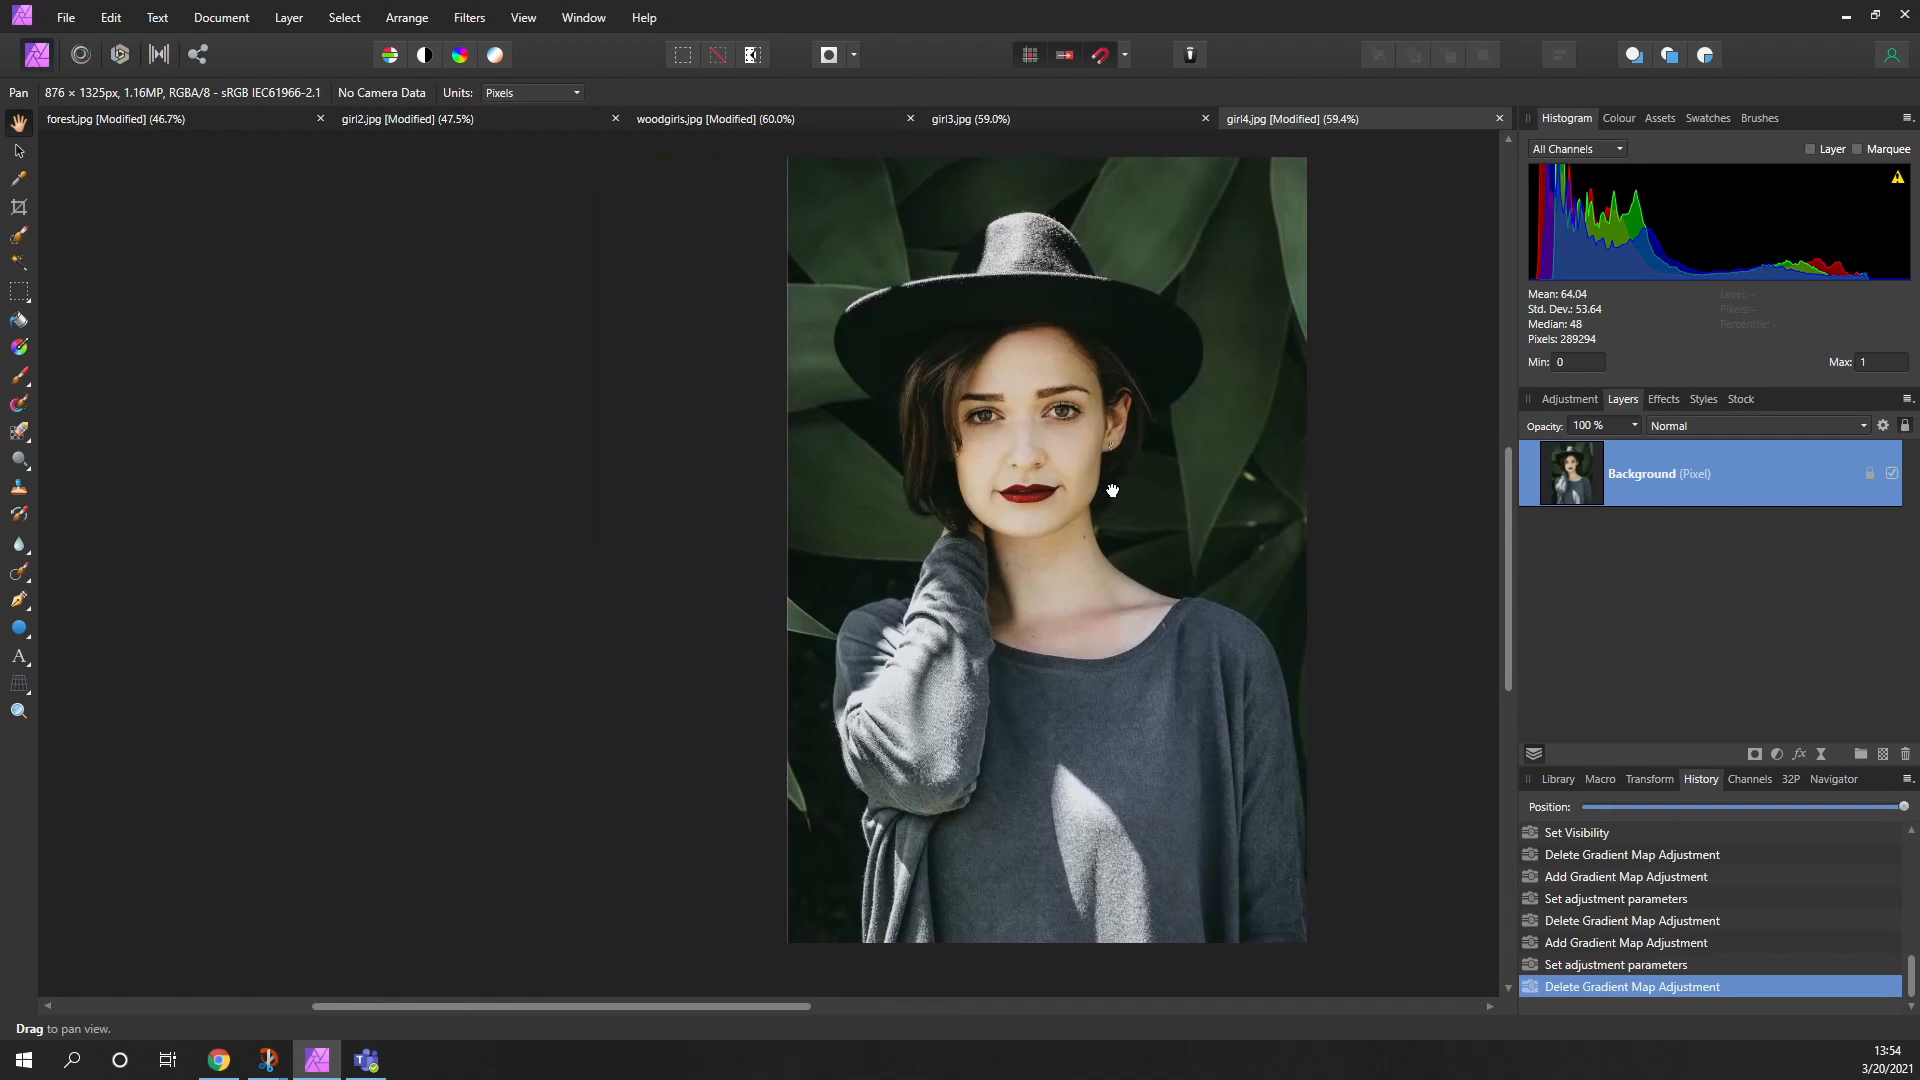 File Edit Text Document Layer Select Arrange Filters View Window Help
Pan 876 × 1325px, 1.16MP, RGBA/8 - sRGB IEC61966-2.1 No Camera Data Units: Pixels
forest.jpg [Modified] (46.7%) girl2.jpg [Modified] (47.5%) woodgirls.jpg [Modified] (60.0%) girl3.jpg (59.0%) girl4.jpg [Modified] (59.4%)
Histogram Colour Assets Swatches Brushes
All Channels Layer Marquee
Mean: 64.04 Level: -
Std. Dev.: 53.64 Pixels: -
Median: 48 Percentile: -
Pixels: 289294
Min: 0 Max: 1
Adjustment Layers Effects Styles Stock
Opacity: 100 % Normal
Background (Pixel)
Library Macro Transform History Channels 32P Navigator
Position:
Set Visibility
Delete Gradient Map Adjustment
Add Gradient Map Adjustment
Set adjustment parameters
Delete Gradient Map Adjustment
Add Gradient Map Adjustment
Set adjustment parameters
Delete Gradient Map Adjustment
Drag to pan view.
13:54
3/20/2021